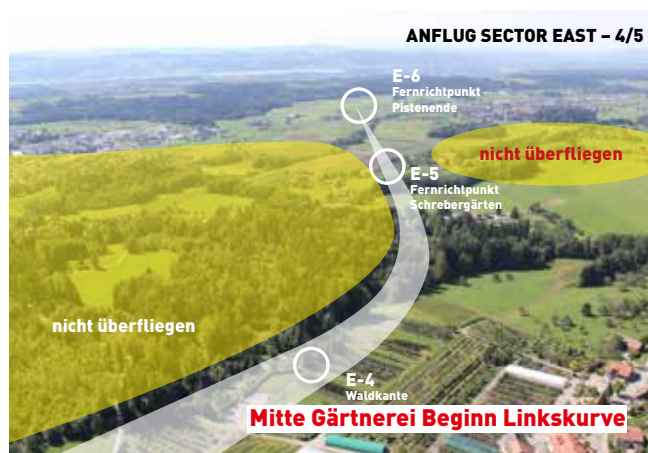 ANFLUG SECTOR EAST – 4/5
E-6
Fernrichtpunkt
Pistenende
nicht überfliegen
E-5
Fernrichtpunkt
Schrebergärten
nicht überfliegen
E-4
Waldkante
Mitte Gärtnerei Beginn Linkskurve